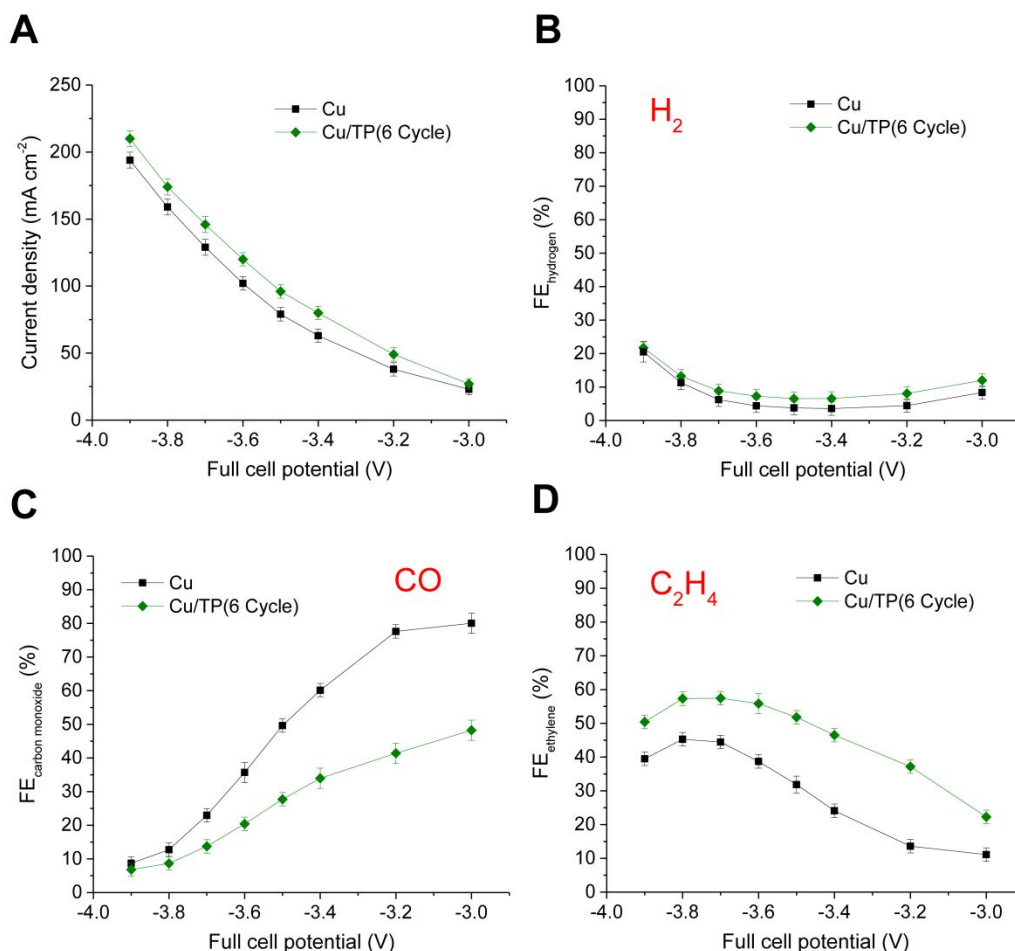 A
Current density (mA cm⁻²)
250
200
150
100
50
0
Cu
Cu/TP(6 Cycle)
-4.0 -3.8 -3.6 -3.4 -3.2 -3.0
Full cell potential (V)
B
FEhydrogen (%)
100
90
80
70
60
50
40
30
20
10
0
H₂
Cu
Cu/TP(6 Cycle)
-4.0 -3.8 -3.6 -3.4 -3.2 -3.0
Full cell potential (V)
C
FEcarbon monoxide (%)
100
90
80
70
60
50
40
30
20
10
0
Cu
Cu/TP(6 Cycle)
CO
-4.0 -3.8 -3.6 -3.4 -3.2 -3.0
Full cell potential (V)
D
FEethylene (%)
100
90
80
70
60
50
40
30
20
10
0
C₂H₄
Cu
Cu/TP(6 Cycle)
-4.0 -3.8 -3.6 -3.4 -3.2 -3.0
Full cell potential (V)